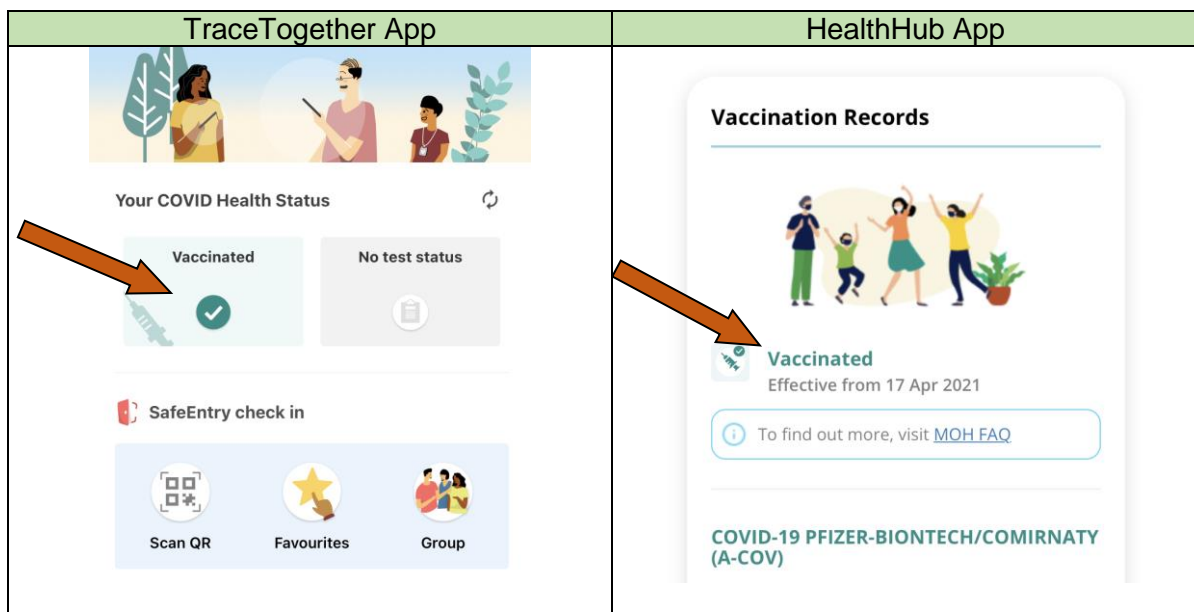 TraceTogether App
HealthHub App
Your COVID Health Status
Vaccinated
No test status
SafeEntry check in
Scan QR
Favourites
Group
Vaccination Records
Vaccinated
Effective from 17 Apr 2021
To find out more, visit MOH FAQ
COVID-19 PFIZER-BIONTECH/COMIRNATY
(A-COV)